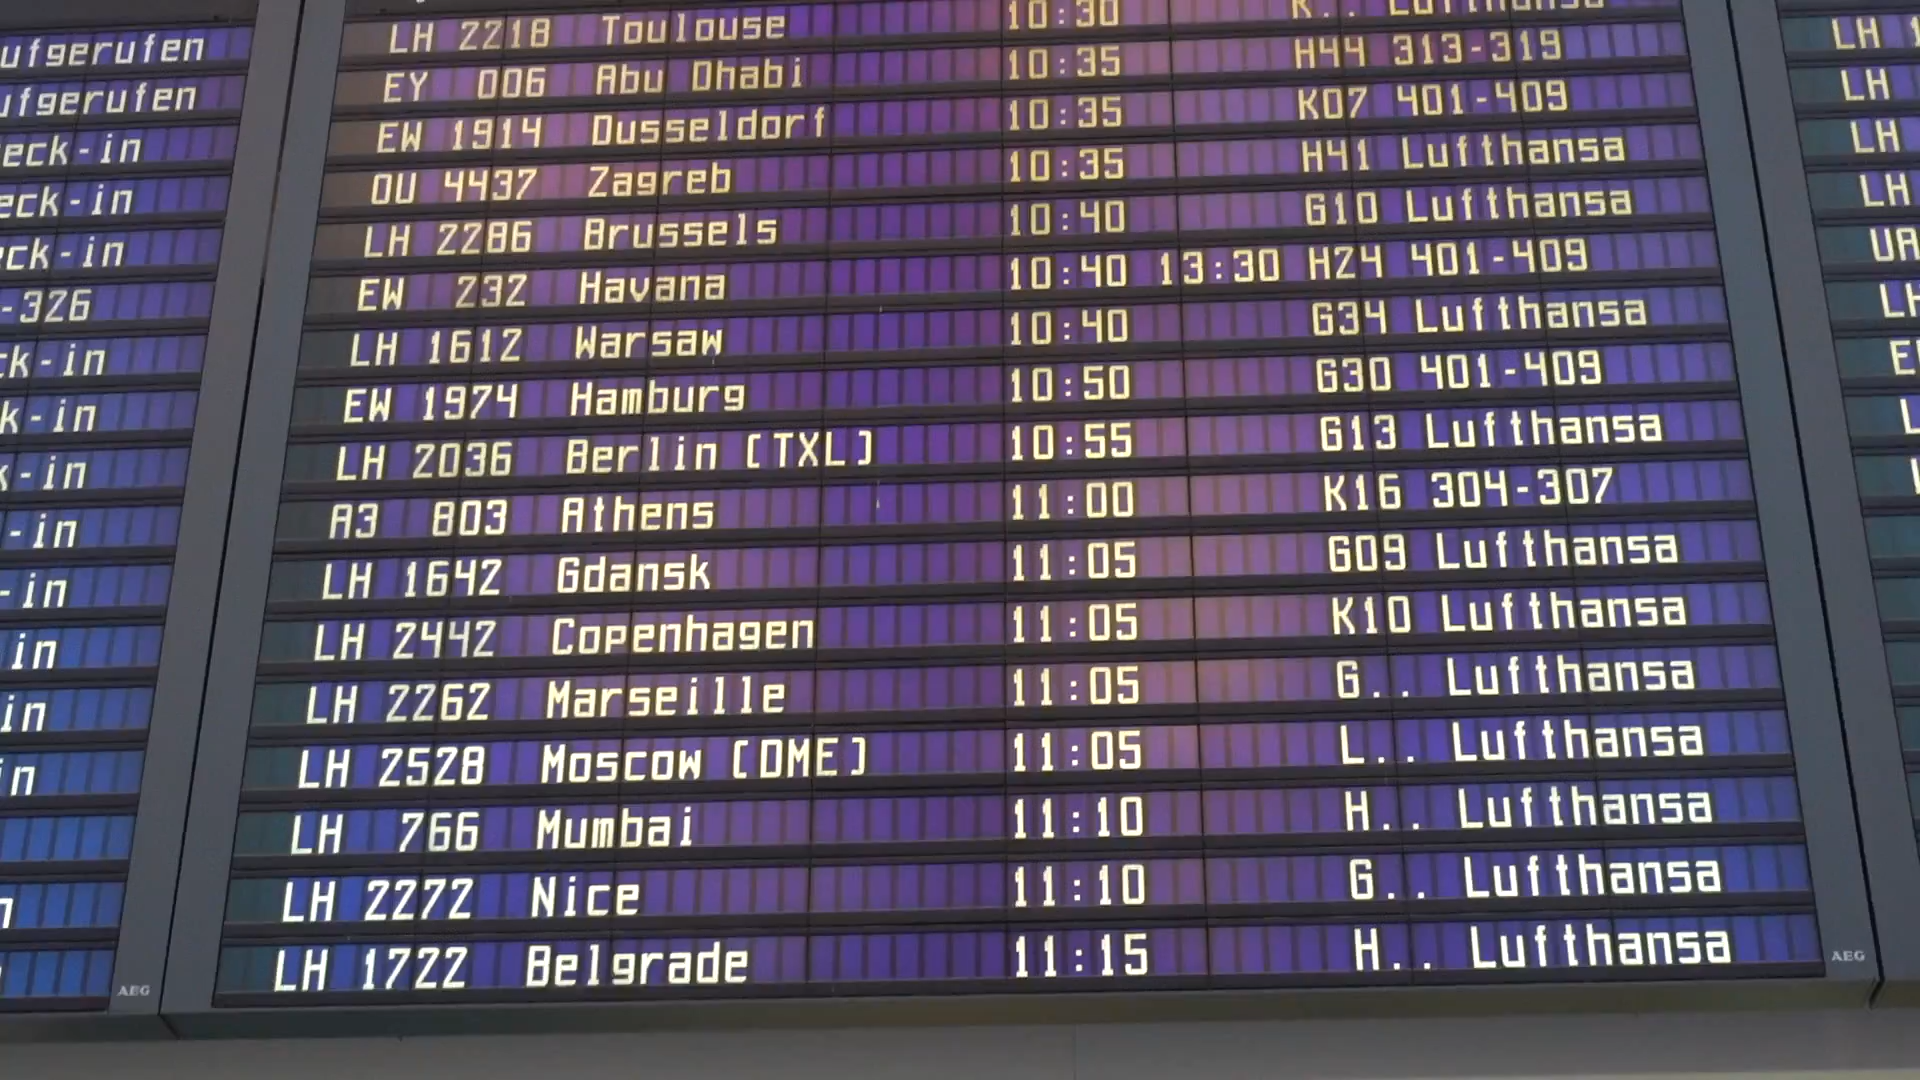 ufgerufen
ufgerufen
eck-in
eck-in
ck-in
-326
ck-in
k-in
k-in
-in
-in
in
in
in
AEG
LH 2218 Toulouse 10:30 K.. Lufthansa
EY 006 Abu Dhabi 10:35 H44 313-319
EW 1914 Dusseldorf 10:35 K07 401-409
OU 4437 Zagreb 10:35 H41 Lufthansa
LH 2286 Brussels 10:40 G10 Lufthansa
EW 232 Havana 10:40 13:30 H24 401-409
LH 1612 Warsaw 10:40 G34 Lufthansa
EW 1974 Hamburg 10:50 G30 401-409
LH 2036 Berlin (TXL) 10:55 G13 Lufthansa
A3 803 Athens 11:00 K16 304-307
LH 1642 Gdansk 11:05 G09 Lufthansa
LH 2442 Copenhagen 11:05 K10 Lufthansa
LH 2262 Marseille 11:05 G.. Lufthansa
LH 2528 Moscow (DME) 11:05 L.. Lufthansa
LH 766 Mumbai 11:10 H.. Lufthansa
LH 2272 Nice 11:10 G.. Lufthansa
LH 1722 Belgrade 11:15 H.. Lufthansa
AEG
LH 1
LH
LH
LH
UA
LH